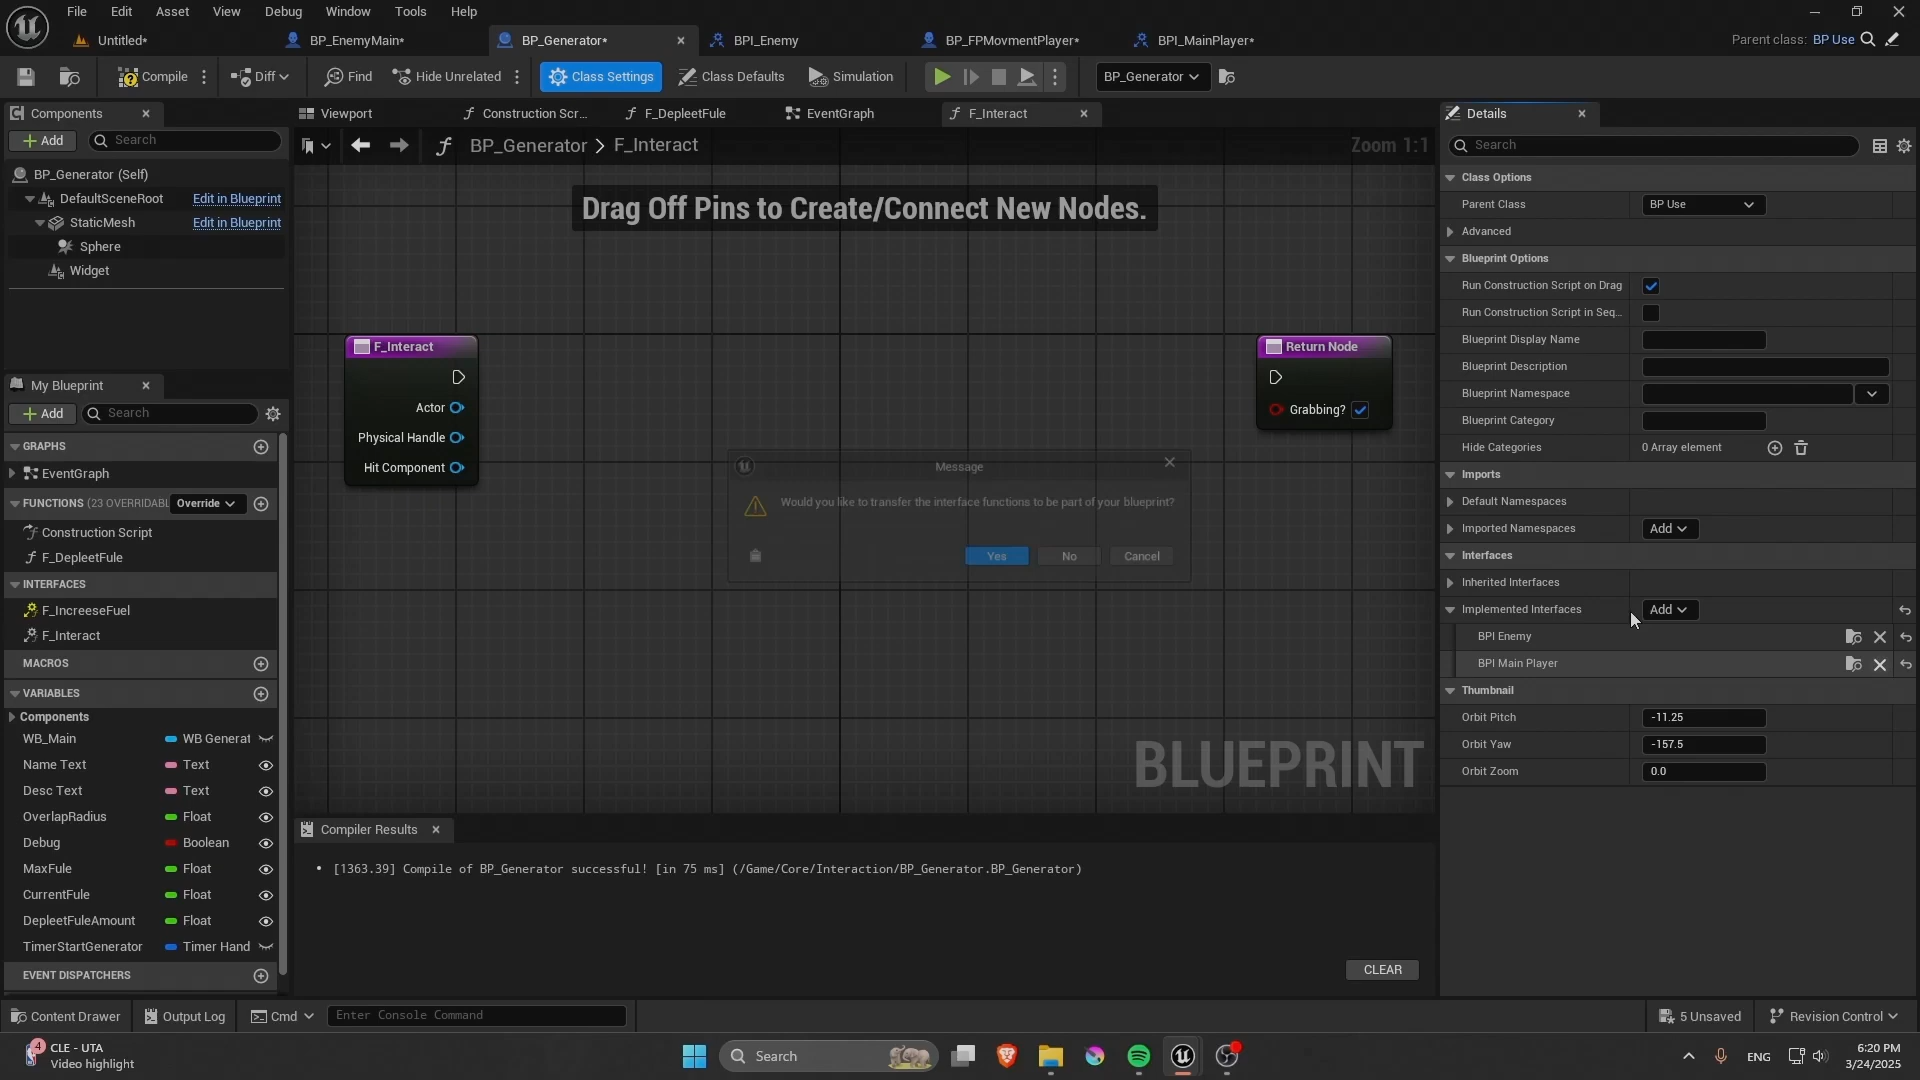 File Edit Asset View Debug Window Tools Help
Untitled* BP_EnemyMain* BP_Generator* BPI_Enemy BP_FPMovmentPlayer* BPI_MainPlayer* Parent class: BP Use
Compile Diff Find Hide Unrelated Class Settings Class Defaults Simulation BP_Generator
Components
Add Search
BP_Generator (Self)
DefaultSceneRoot Edit in Blueprint
StaticMesh Edit in Blueprint
Sphere
Widget
My Blueprint
Add Search
GRAPHS
EventGraph
FUNCTIONS (23 OVERRIDABL Override
Construction Script
F_DepleetFule
INTERFACES
F_IncreeseFuel
F_Interact
MACROS
VARIABLES
Components
WB_Main WB Generat
Name Text Text
Desc Text Text
OverlapRadius Float
Debug Boolean
MaxFule Float
CurrentFule Float
DepleetFuleAmount Float
TimerStartGenerator Timer Hand
EVENT DISPATCHERS
Viewport Construction Scr... F_DepleetFule EventGraph F_Interact
BP_Generator > F_Interact Zoom 1:1
Drag Off Pins to Create/Connect New Nodes.
F_Interact
Actor
Physical Handle
Hit Component
Return Node
Grabbing?
Message
Would you like to transfer the interface functions to be part of your blueprint?
Yes No Cancel
BLUEPRINT
Compiler Results
• [1363.39] Compile of BP_Generator successful! [in 75 ms] (/Game/Core/Interaction/BP_Generator.BP_Generator)
CLEAR
Details
Search
Class Options
Parent Class BP Use
Advanced
Blueprint Options
Run Construction Script on Drag
Run Construction Script in Seq...
Blueprint Display Name
Blueprint Description
Blueprint Namespace
Blueprint Category
Hide Categories 0 Array element
Imports
Default Namespaces
Imported Namespaces Add
Interfaces
Inherited Interfaces
Implemented Interfaces Add
BPI Enemy
BPI Main Player
Thumbnail
Orbit Pitch -11.25
Orbit Yaw -157.5
Orbit Zoom 0.0
Content Drawer Output Log Cmd Enter Console Command 5 Unsaved Revision Control
4 CLE - UTA
Video highlight
Search
ENG
6:20 PM
3/24/2025